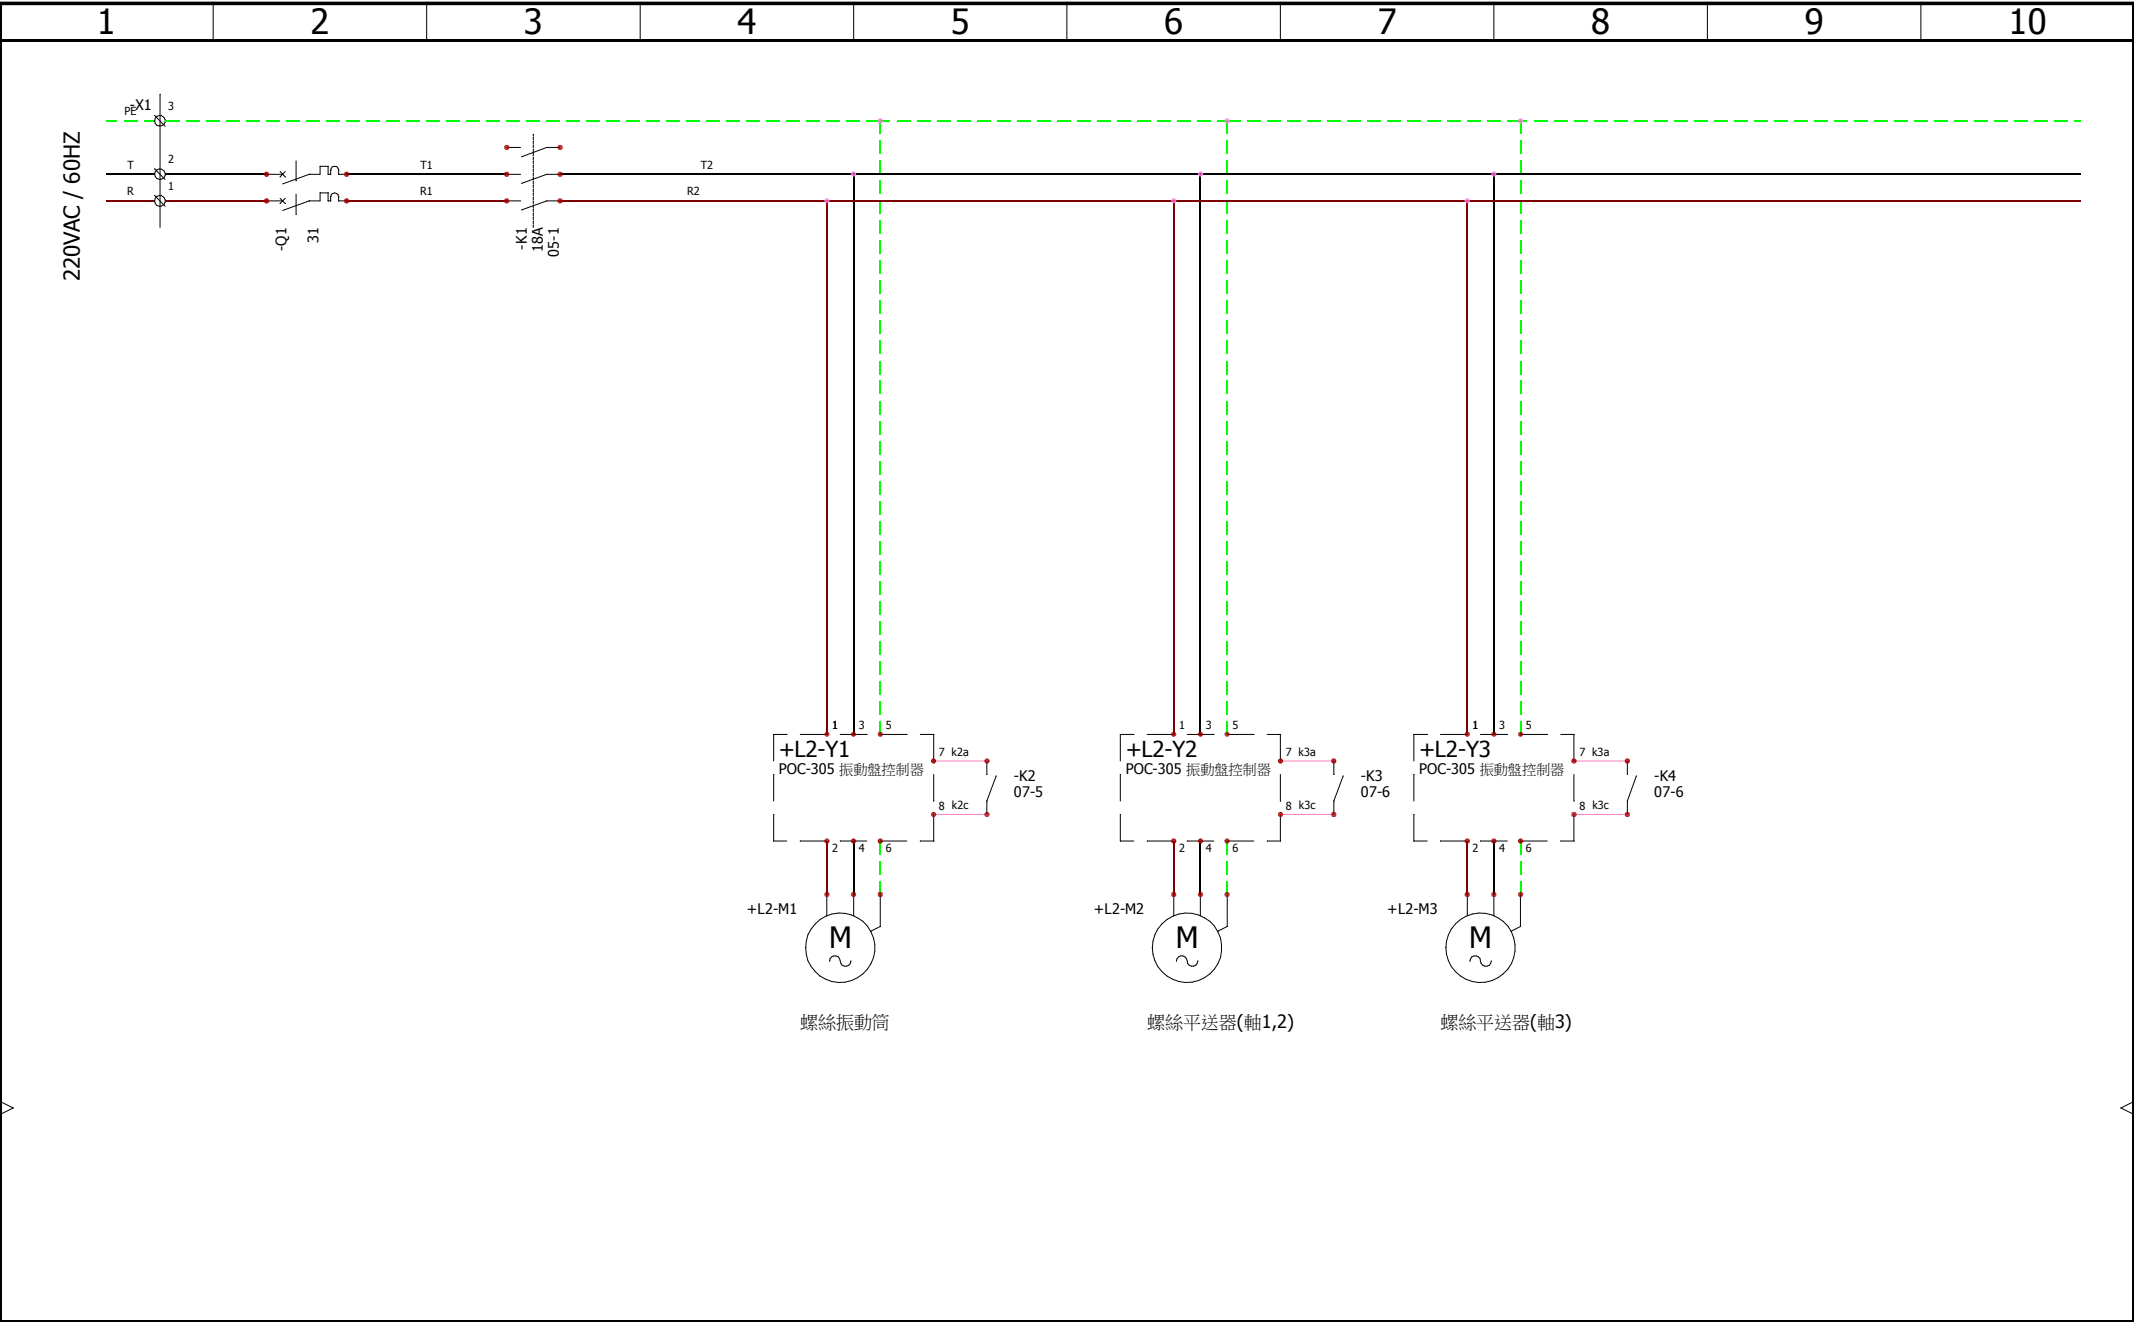 1 2 3 4 5 6 7 8 9 10
220VAC / 60HZ
PE -X1 3
T 2 T1 T2
R 1 R1 R2
-Q1
31
-K1
18A
05-1
1 3 5
+L2-Y1
POC-305 振動盤控制器
7 k2a
8 k2c
-K2
07-5
2 4 6
+L2-M1
M
螺絲振動筒
1 3 5
+L2-Y2
POC-305 振動盤控制器
7 k3a
8 k3c
-K3
07-6
2 4 6
+L2-M2
M
螺絲平送器(軸1,2)
1 3 5
+L2-Y3
POC-305 振動盤控制器
7 k3a
8 k3c
-K4
07-6
2 4 6
+L2-M3
M
螺絲平送器(軸3)